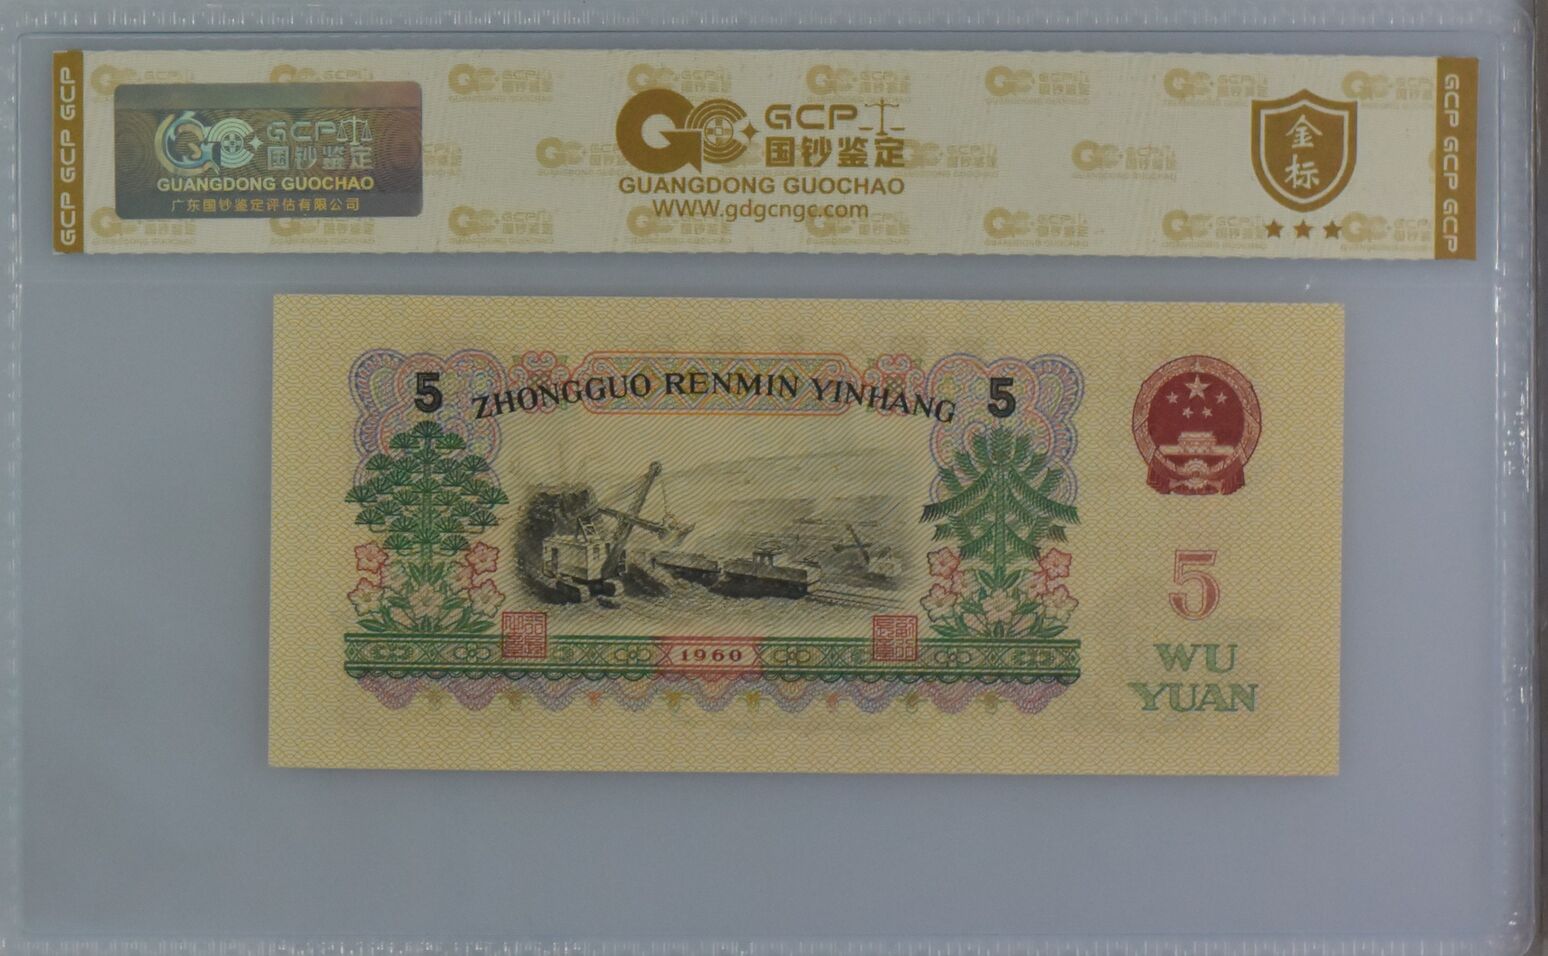 GCP GCP GCP
GCP 国钞鉴定
GUANGDONG GUOCHAO
广东国钞鉴定评估有限公司
GCP
国钞鉴定
GUANGDONG GUOCHAO
WWW.gdgcngc.com
金标
GCP GCP GCP
5 ZHONGGUO RENMIN YINHANG 5
1960
5
WU
YUAN